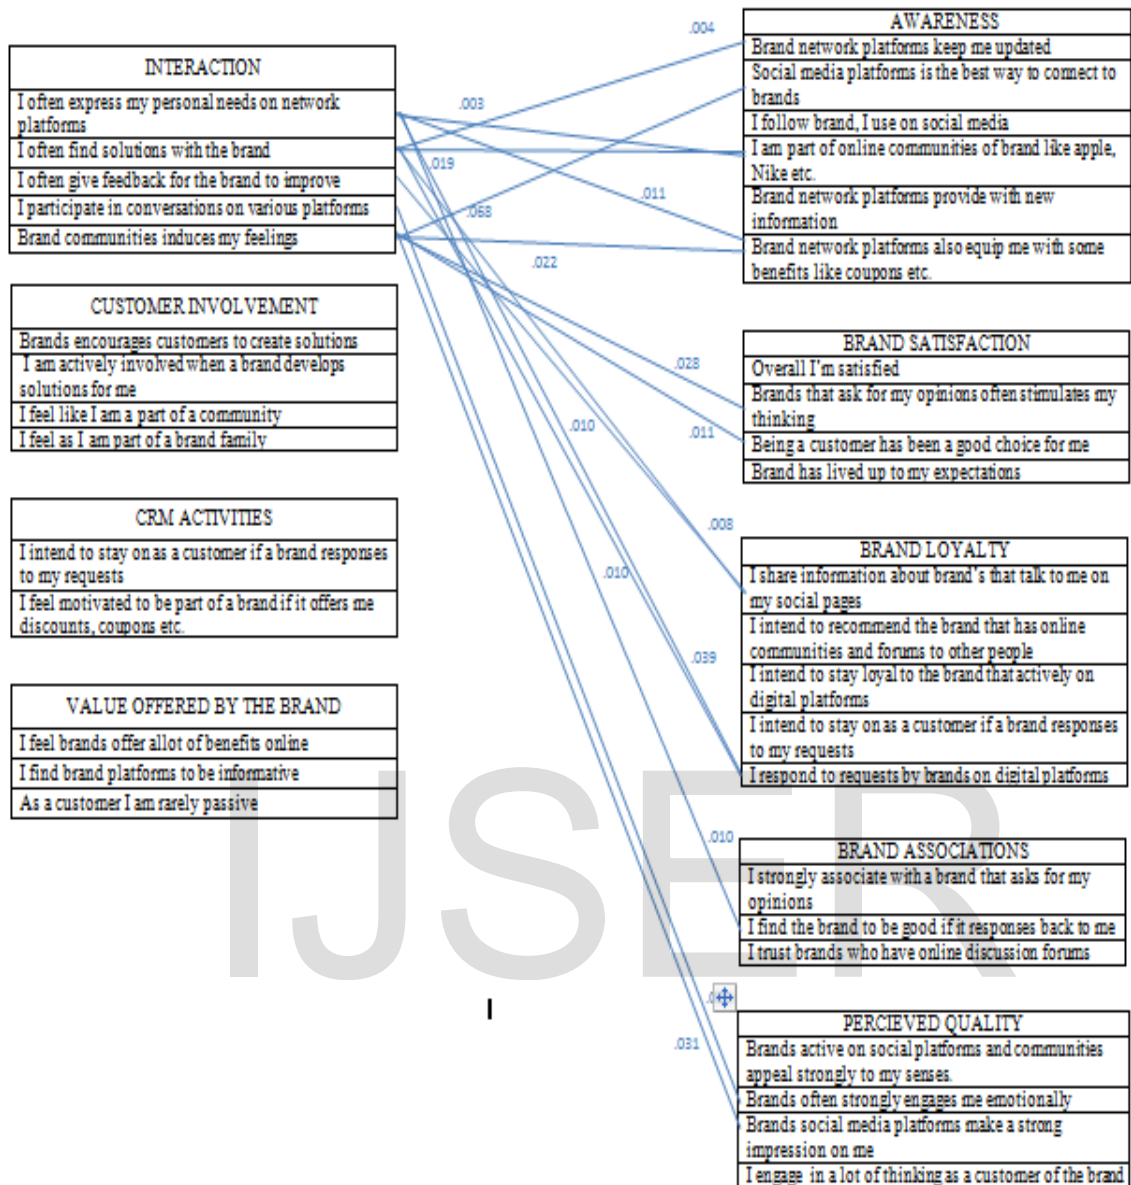 INTERACTION
I often express my personal needs on network
platforms
I often find solutions with the brand
I often give feedback for the brand to improve
I participate in conversations on various platforms
Brand communities induces my feelings
CUSTOMER INVOLVEMENT
Brands encourages customers to create solutions
I am actively involved when a brand develops
solutions for me
I feel like I am a part of a community
I feel as I am part of a brand family
CRM ACTIVITIES
I intend to stay on as a customer if a brand responses
to my requests
I feel motivated to be part of a brand if it offers me
discounts, coupons etc.
VALUE OFFERED BY THE BRAND
I feel brands offer allot of benefits online
I find brand platforms to be informative
As a customer I am rarely passive
.004
.003
.019
.011
.068
.022
.028
.010
.011
.008
.010
.039
.010
.031
AWARENESS
Brand network platforms keep me updated
Social media platforms is the best way to connect to
brands
I follow brand, I use on social media
I am part of online communities of brand like apple,
Nike etc.
Brand network platforms provide with new
information
Brand network platforms also equip me with some
benefits like coupons etc.
BRAND SATISFACTION
Overall I'm satisfied
Brands that ask for my opinions often stimulates my
thinking
Being a customer has been a good choice for me
Brand has lived up to my expectations
BRAND LOYALTY
I share information about brand's that talk to me on
my social pages
I intend to recommend the brand that has online
communities and forums to other people
I intend to stay loyal to the brand that actively on
digital platforms
I intend to stay on as a customer if a brand responses
to my requests
I respond to requests by brands on digital platforms
BRAND ASSOCIATIONS
I strongly associate with a brand that asks for my
opinions
I find the brand to be good if it responses back to me
I trust brands who have online discussion forums
PERCIEVED QUALITY
Brands active on social platforms and communities
appeal strongly to my senses.
Brands often strongly engages me emotionally
Brands social media platforms make a strong
impression on me
I engage in a lot of thinking as a customer of the brand
IJSER